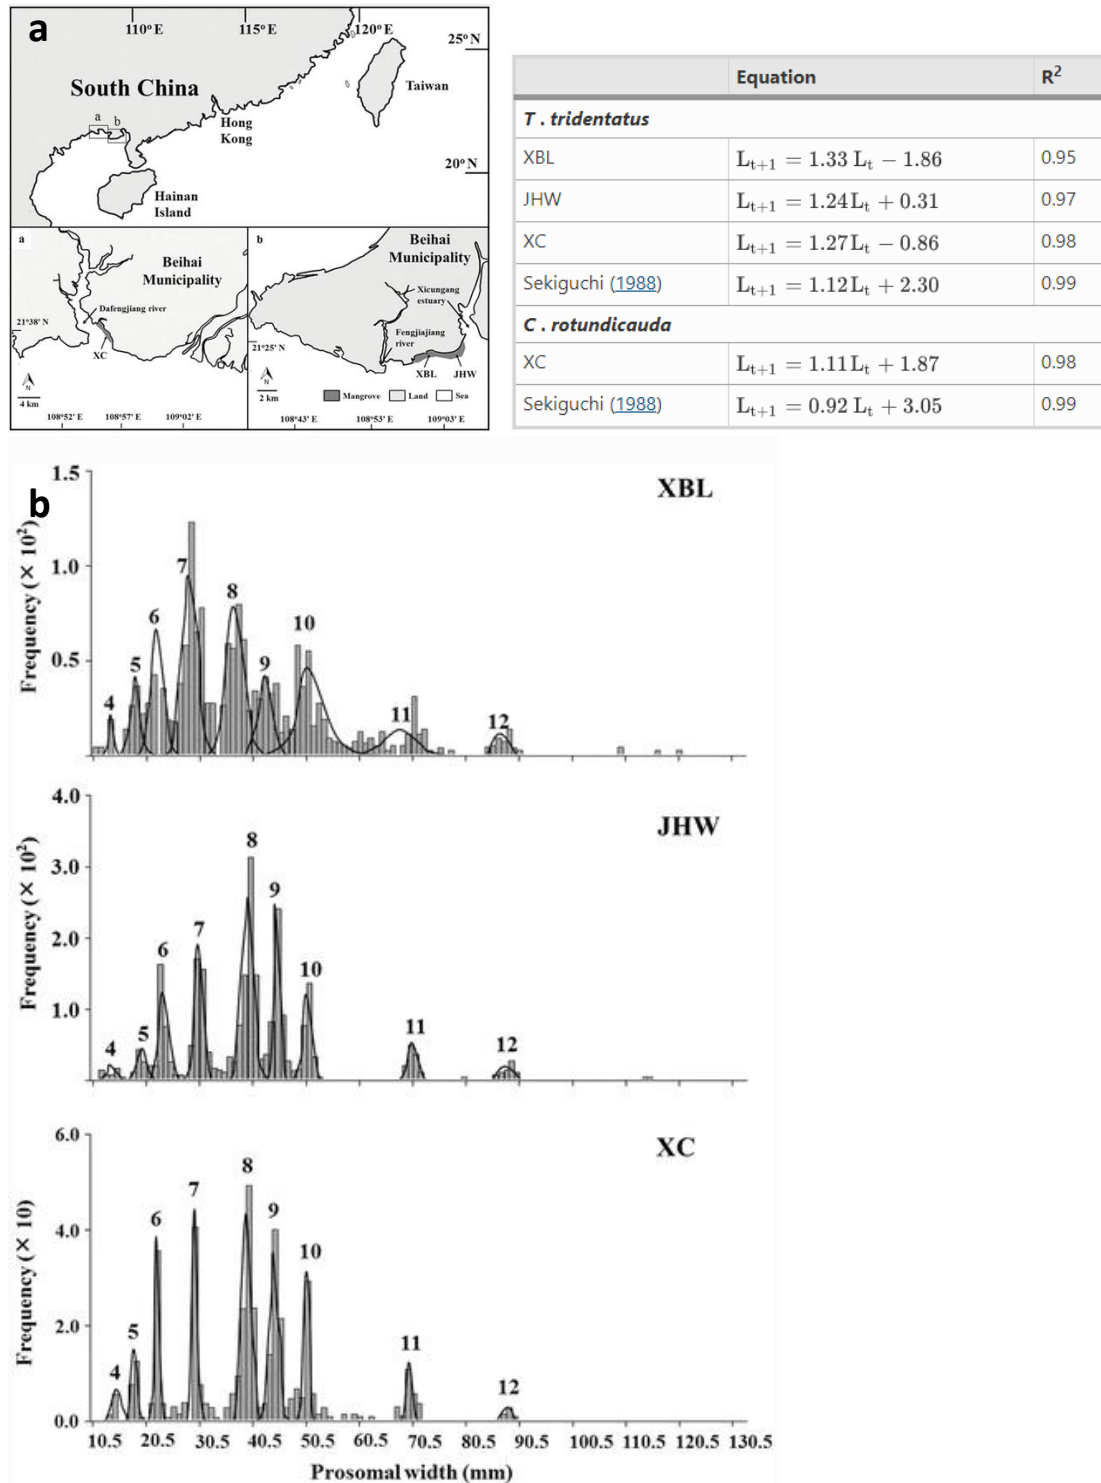 a
110° E
115° E
120° E
25° N
South China
Taiwan
a
b
Hong
Kong
20° N
Hainan
Island
a
Beihai
Municipality
Dafengjiang river
21°38' N
XC
N
4 km
108°52' E
108°57' E
109°02' E
b
Beihai
Municipality
Xicungang
estuary
Fengjiajiang
river
21°25' N
XBL
JHW
N
2 km
Mangrove
Land
Sea
108°43' E
108°53' E
109°03' E
Equation R²
T . tridentatus
XBL Lt+1 = 1.33 Lt − 1.86 0.95
JHW Lt+1 = 1.24Lt + 0.31 0.97
XC Lt+1 = 1.27Lt − 0.86 0.98
Sekiguchi (1988) Lt+1 = 1.12Lt + 2.30 0.99
C . rotundicauda
XC Lt+1 = 1.11Lt + 1.87 0.98
Sekiguchi (1988) Lt+1 = 0.92 Lt + 3.05 0.99
b
XBL
Frequency (× 10²)
1.5
1.0
0.5
4
5
6
7
8
9
10
11
12
JHW
Frequency (× 10²)
4.0
3.0
2.0
1.0
4
5
6
7
8
9
10
11
12
XC
Frequency (× 10)
6.0
4.0
2.0
0.0
4
5
6
7
8
9
10
11
12
10.5 20.5 30.5 40.5 50.5 60.5 70.5 80.5 90.5 100.5 110.5 120.5 130.5
Prosomal width (mm)